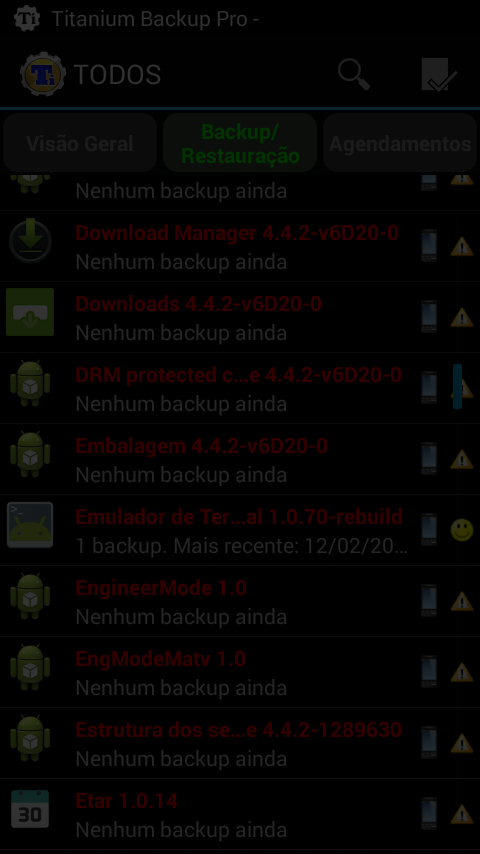 Titanium Backup Pro -
TODOS
Visão Geral
Backup/
Restauração
Agendamentos
Nenhum backup ainda
Download Manager 4.4.2-v6D20-0
Nenhum backup ainda
Downloads 4.4.2-v6D20-0
Nenhum backup ainda
DRM protected c...e 4.4.2-v6D20-0
Nenhum backup ainda
Embalagem 4.4.2-v6D20-0
Nenhum backup ainda
Emulador de Ter...al 1.0.70-rebuild
1 backup. Mais recente: 12/02/20...
EngineerMode 1.0
Nenhum backup ainda
EngModeMatv 1.0
Nenhum backup ainda
Estrutura dos se...e 4.4.2-1289630
Nenhum backup ainda
30
Etar 1.0.14
Nenhum backup ainda